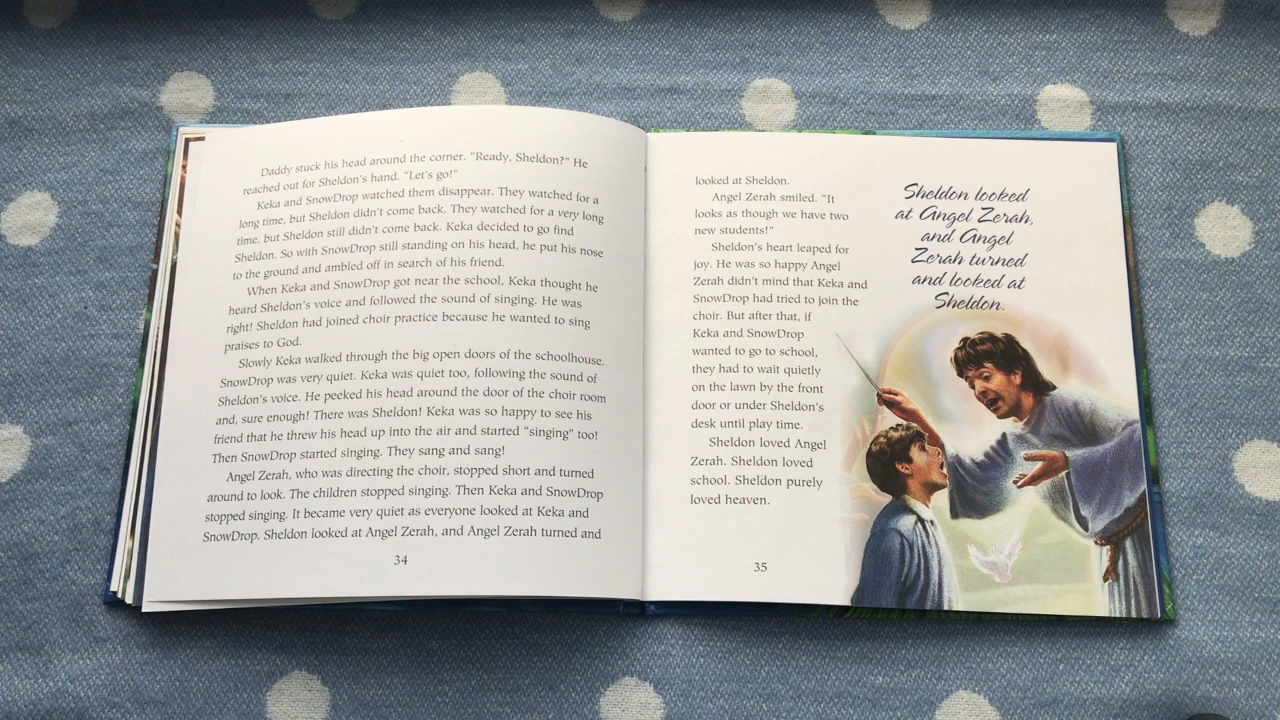 Daddy stuck his head around the corner. “Ready, Sheldon?” He
reached out for Sheldon’s hand. “Let’s go!”
Keka and SnowDrop watched them disappear. They watched for a
long time, but Sheldon didn’t come back. They watched for a very long
time, but Sheldon still didn’t come back. Keka decided to go find
Sheldon. So with SnowDrop still standing on his head, he put his nose
to the ground and ambled off in search of his friend.
When Keka and SnowDrop got near the school, Keka thought he
heard Sheldon’s voice and followed the sound of singing. He was
right! Sheldon had joined choir practice because he wanted to sing
praises to God.
Slowly Keka walked through the big open doors of the schoolhouse.
SnowDrop was very quiet. Keka was quiet too, following the sound of
Sheldon’s voice. He peeked his head around the door of the choir room
and, sure enough! There was Sheldon! Keka was so happy to see his
friend that he threw his head up into the air and started “singing” too!
Then SnowDrop started singing. They sang and sang!
Angel Zerah, who was directing the choir, stopped short and turned
around to look. The children stopped singing. Then Keka and SnowDrop
stopped singing. It became very quiet as everyone looked at Keka and
SnowDrop. Sheldon looked at Angel Zerah, and Angel Zerah turned and
34
looked at Sheldon.
Angel Zerah smiled. “It
looks as though we have two
new students!”
Sheldon’s heart leaped for
joy. He was so happy Angel
Zerah didn’t mind that Keka and
SnowDrop had tried to join the
choir. But after that, if
Keka and SnowDrop
wanted to go to school,
they had to wait quietly
on the lawn by the front
door or under Sheldon’s
desk until play time.
Sheldon loved Angel
Zerah. Sheldon loved
school. Sheldon purely
loved heaven.
35
Sheldon looked
at Angel Zerah,
and Angel
Zerah turned
and looked at
Sheldon.